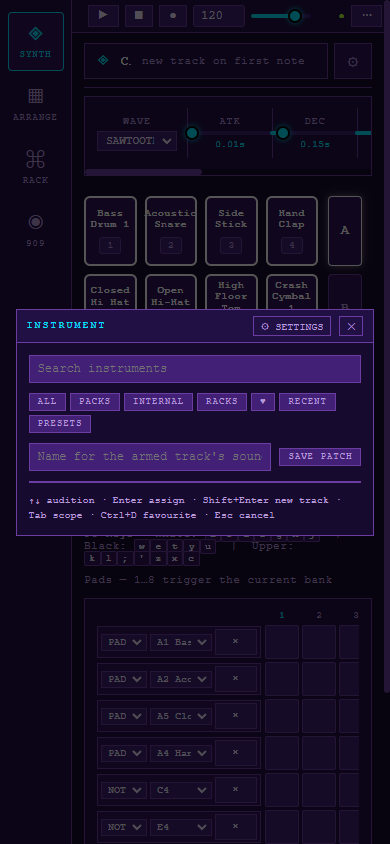 120
...
SYNTH
ARRANGE
RACK
909
C. new track on first note
WAVE ATK DEC
SAWTOOT
0.01s 0.15s
Bass Drum 1
1
Acoustic Snare
2
Side Stick
3
Hand Clap
4
A
Closed Hi Hat
Open Hi-Hat
High Floor Tom
Crash Cymbal 1
B
INSTRUMENT SETTINGS ×
Search instruments
ALL PACKS INTERNAL RACKS ♥ RECENT
PRESETS
Name for the armed track's soun SAVE PATCH
↑↓ audition · Enter assign · Shift+Enter new track ·
Tab scope · Ctrl+D favourite · Esc cancel
Black: w e t y u | Upper:
k l ; ' z x c
Pads — 1…8 trigger the current bank
1 2 3
PAD A1 Bas ×
PAD A2 Acc ×
PAD A5 Clo ×
PAD A4 Har ×
NOT C4 ×
NOT E4 ×